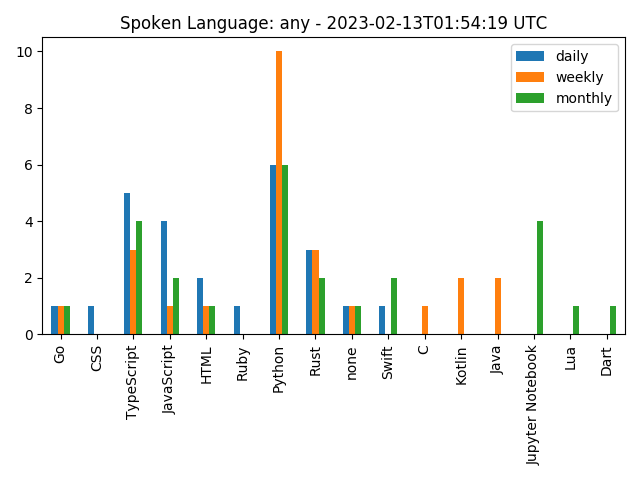 Spoken Language: any - 2023-02-13T01:54:19 UTC
daily
weekly
monthly
10
8
6
4
2
0
Go
CSS
TypeScript
JavaScript
HTML
Ruby
Python
Rust
none
Swift
C
Kotlin
Java
Jupyter Notebook
Lua
Dart